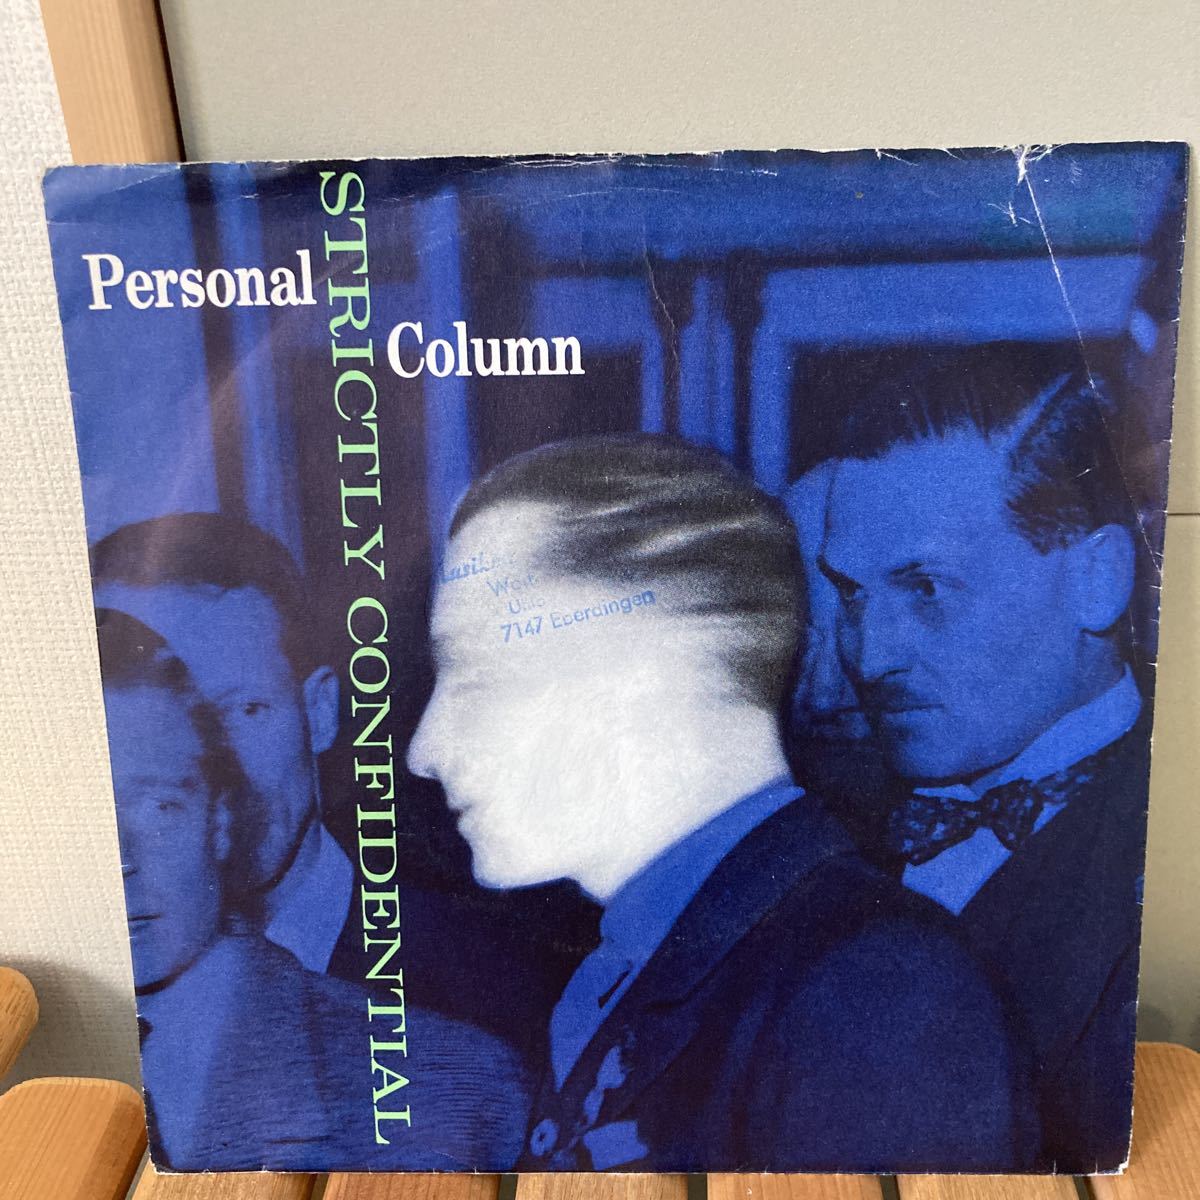 Personal
Column
STRICTLY CONFIDENTIAL
7147 Eberdingen